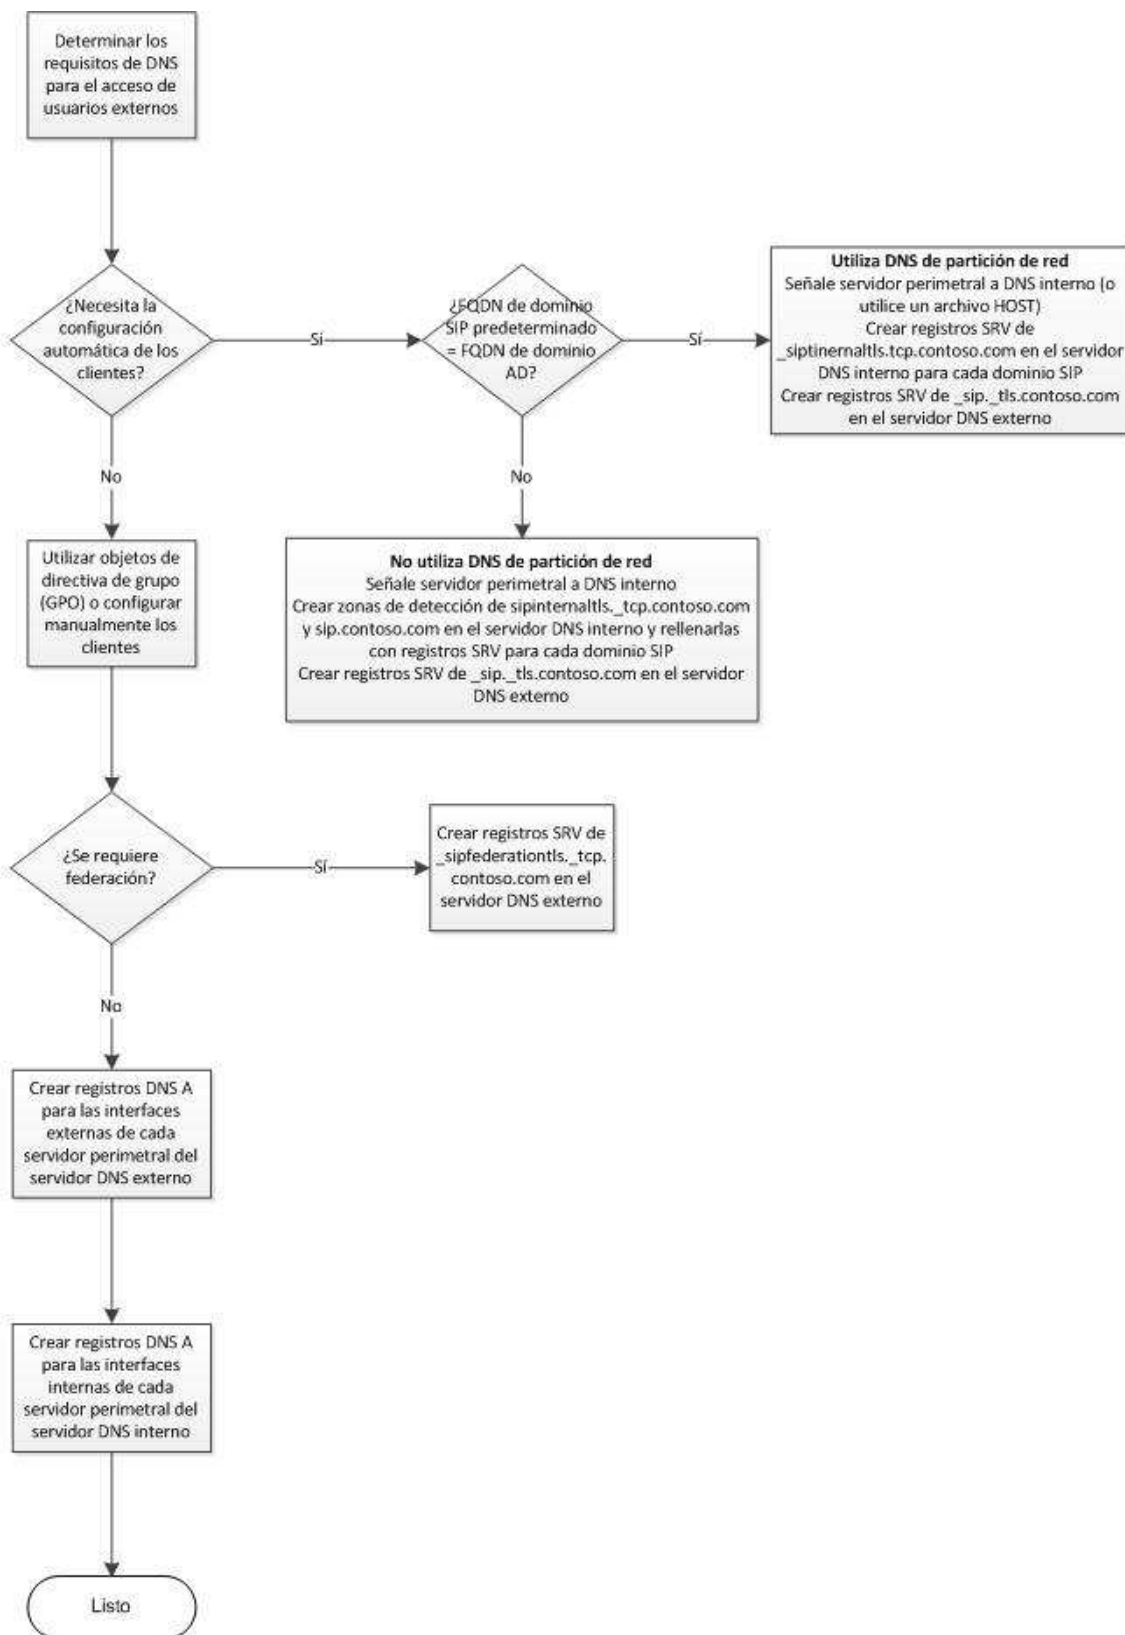 Determinar los
requisitos de DNS
para el acceso de
usuarios externos
¿Necesita la
configuración
automática de los
clientes?
Sí
¿FQDN de dominio
SIP predeterminado
= FQDN de dominio
AD?
Sí
Utiliza DNS de partición de red
Señale servidor perimetral a DNS interno (o
utilice un archivo HOST)
Crear registros SRV de
_siptinernaltls.tcp.contoso.com en el servidor
DNS interno para cada dominio SIP
Crear registros SRV de _sip._tls.contoso.com
en el servidor DNS externo
No
No
Utilizar objetos de
directiva de grupo
(GPO) o configurar
manualmente los
clientes
No utiliza DNS de partición de red
Señale servidor perimetral a DNS interno
Crear zonas de detección de sipinternaltls._tcp.contoso.com
y sip.contoso.com en el servidor DNS interno y rellenarlas
con registros SRV para cada dominio SIP
Crear registros SRV de _sip._tls.contoso.com en el servidor
DNS externo
¿Se requiere
federación?
Sí
Crear registros SRV de
_sipfederationtls._tcp.
contoso.com en el
servidor DNS externo
No
Crear registros DNS A
para las interfaces
externas de cada
servidor perimetral del
servidor DNS externo
Crear registros DNS A
para las interfaces
internas de cada
servidor perimetral del
servidor DNS interno
Listo